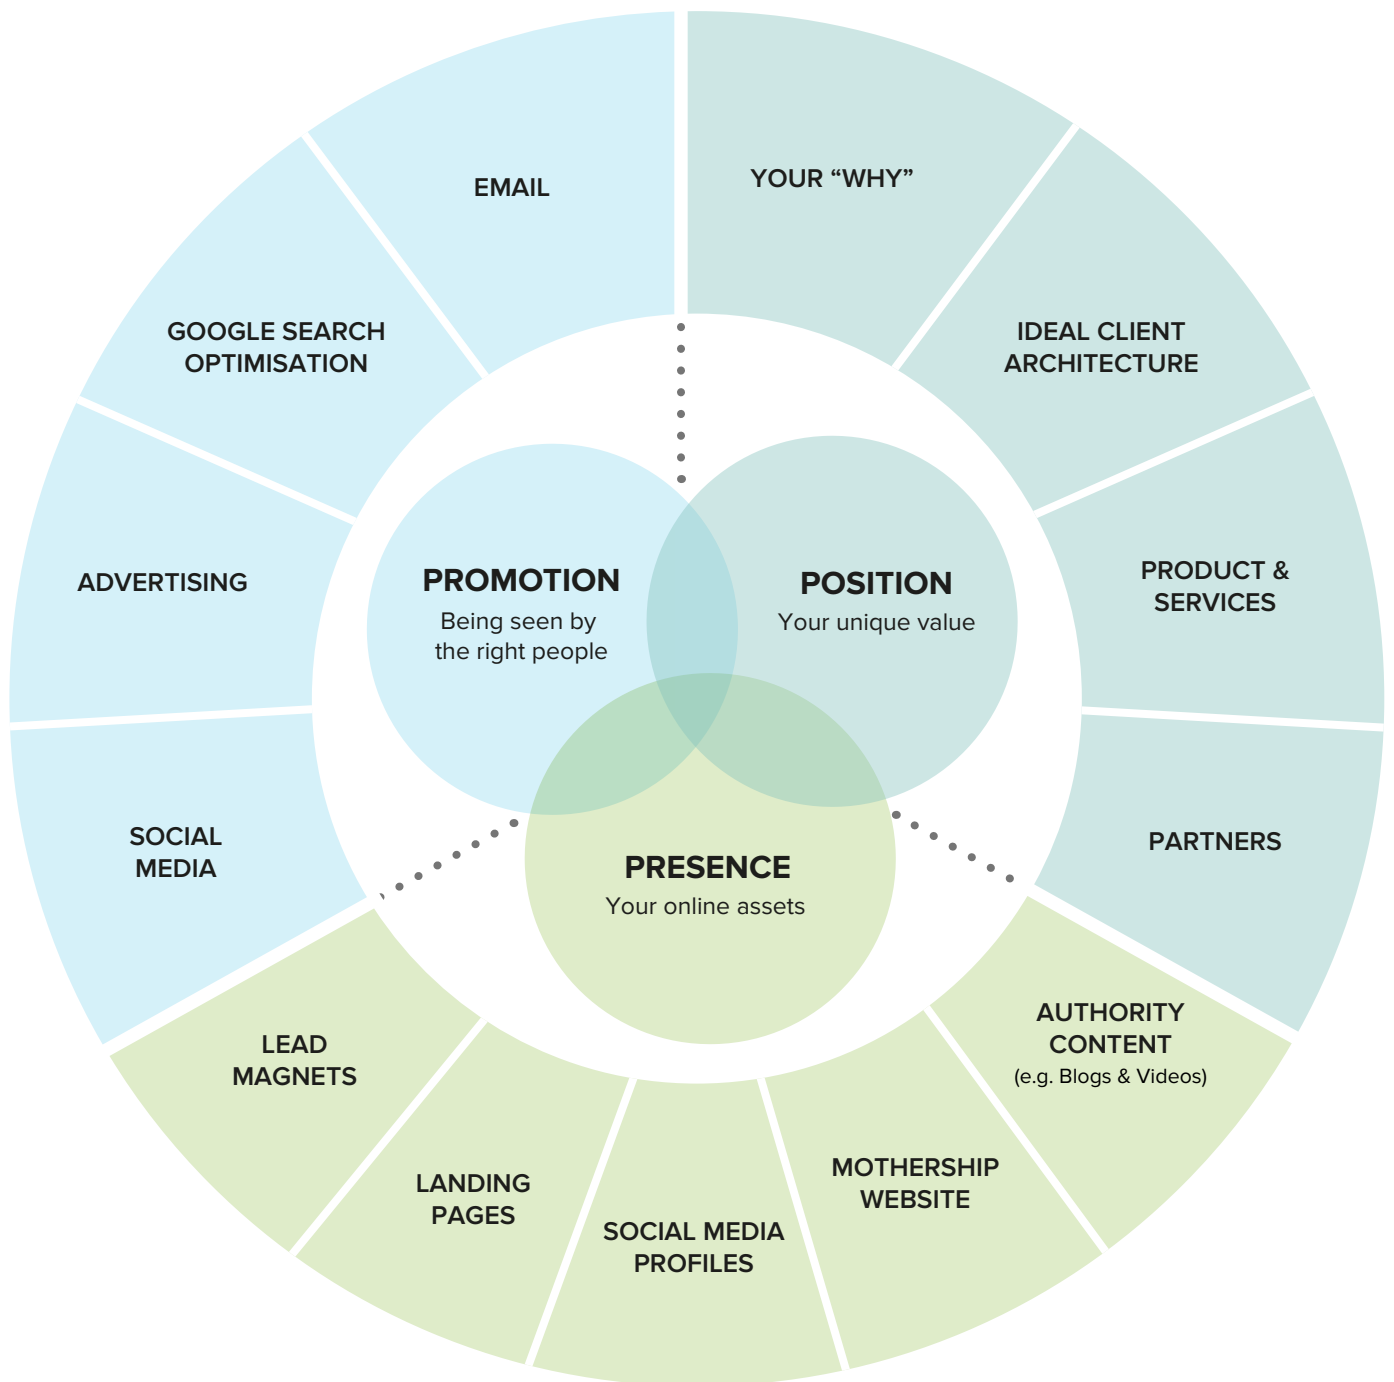 EMAIL
YOUR “WHY”
GOOGLE SEARCH
OPTIMISATION
IDEAL CLIENT
ARCHITECTURE
ADVERTISING
PROMOTION
Being seen by
the right people
POSITION
Your unique value
PRODUCT &
SERVICES
SOCIAL
MEDIA
PRESENCE
Your online assets
PARTNERS
LEAD
MAGNETS
AUTHORITY
CONTENT
(e.g. Blogs & Videos)
LANDING
PAGES
SOCIAL MEDIA
PROFILES
MOTHERSHIP
WEBSITE